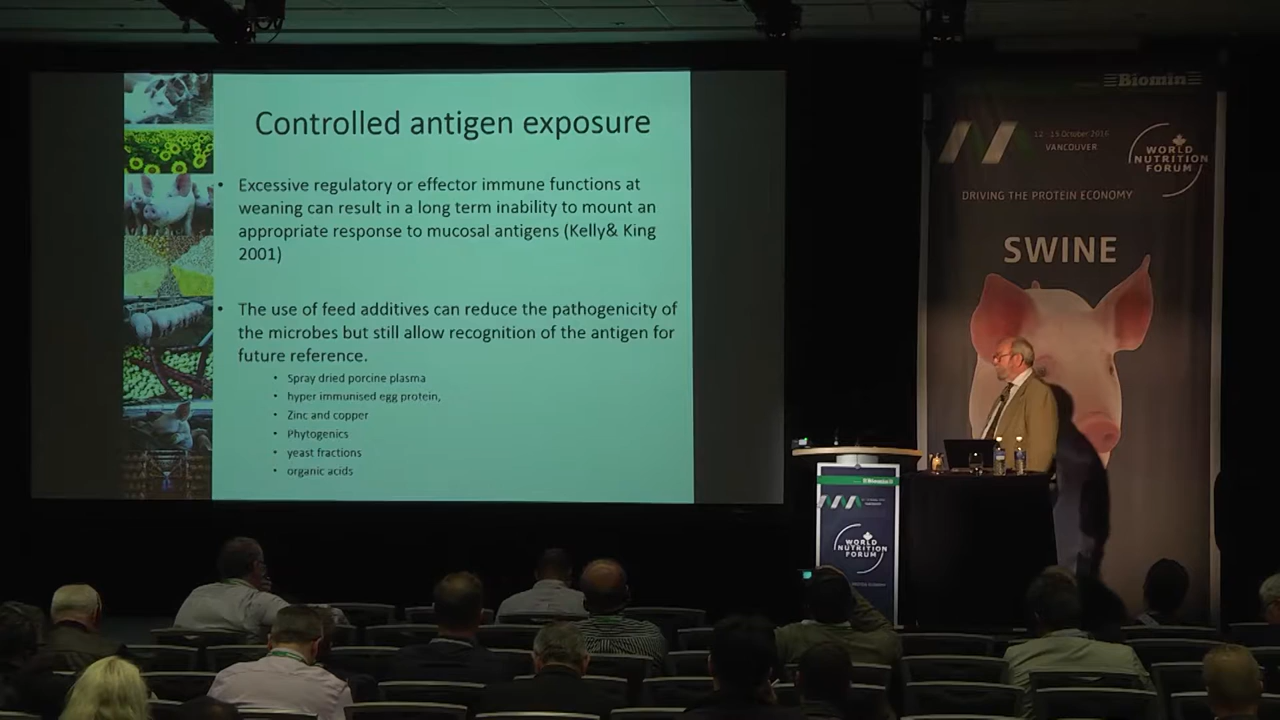 Controlled antigen exposure
• Excessive regulatory or effector immune functions at
weaning can result in a long term inability to mount an
appropriate response to mucosal antigens (Kelly& King
2001)
• The use of feed additives can reduce the pathogenicity of
the microbes but still allow recognition of the antigen for
future reference.
• Spray dried porcine plasma
• hyper immunised egg protein,
• Zinc and copper
• Phytogenics
• yeast fractions
• organic acids
Biomin
VANCOUVER
WORLD
NUTRITION
FORUM
DRIVING THE PROTEIN ECONOMY
SWINE
Biomin
WORLD
NUTRITION
FORUM